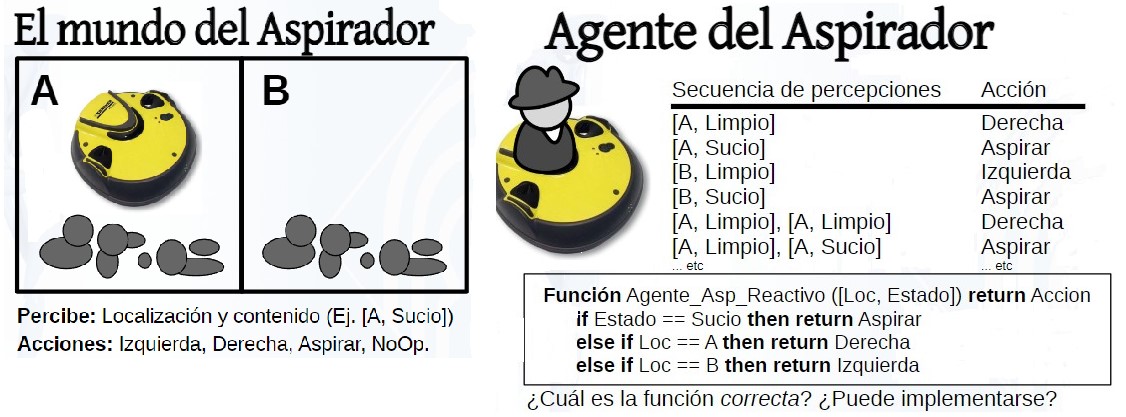 El mundo del Aspirador
A
B
Percibe: Localización y contenido (Ej. [A, Sucio])
Acciones: Izquierda, Derecha, Aspirar, NoOp.
Agente del Aspirador
Secuencia de percepciones Acción
[A, Limpio] Derecha
[A, Sucio] Aspirar
[B, Limpio] Izquierda
[B, Sucio] Aspirar
[A, Limpio], [A, Limpio] Derecha
[A, Limpio], [A, Sucio] Aspirar
... etc ... etc
Función Agente_Asp_Reactivo ([Loc, Estado]) return Accion
if Estado == Sucio then return Aspirar
else if Loc == A then return Derecha
else if Loc == B then return Izquierda
¿Cuál es la función correcta? ¿Puede implementarse?